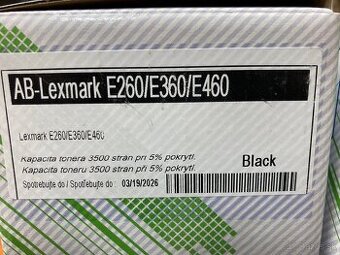 AB-Lexmark E260/E360/E460
Lexmark E260/E360/E460
Kapacita tonera 3500 strán pri 5% pokrytí.
Kapacita toneru 3500 stran při 5% pokrytí.
Black
Spotrebujte do / Spotřebujte do: 03/19/2026